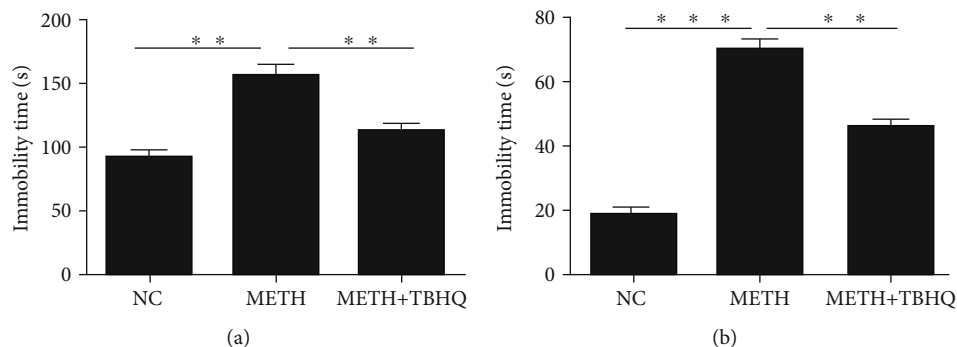 Immobility time (s)
200
150
100
50
0
* *
* *
NC
METH
METH+TBHQ
(a)
Immobility time (s)
80
60
40
20
0
* * *
* *
NC
METH
METH+TBHQ
(b)